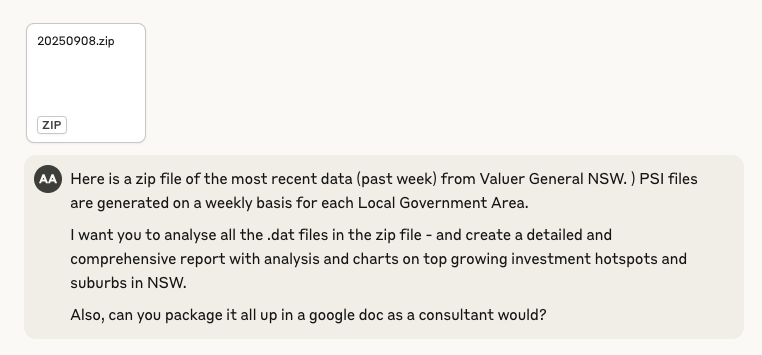 20250908.zip
ZIP
AA
Here is a zip file of the most recent data (past week) from Valuer General NSW. ) PSI files
are generated on a weekly basis for each Local Government Area.
I want you to analyse all the .dat files in the zip file - and create a detailed and
comprehensive report with analysis and charts on top growing investment hotspots and
suburbs in NSW.
Also, can you package it all up in a google doc as a consultant would?